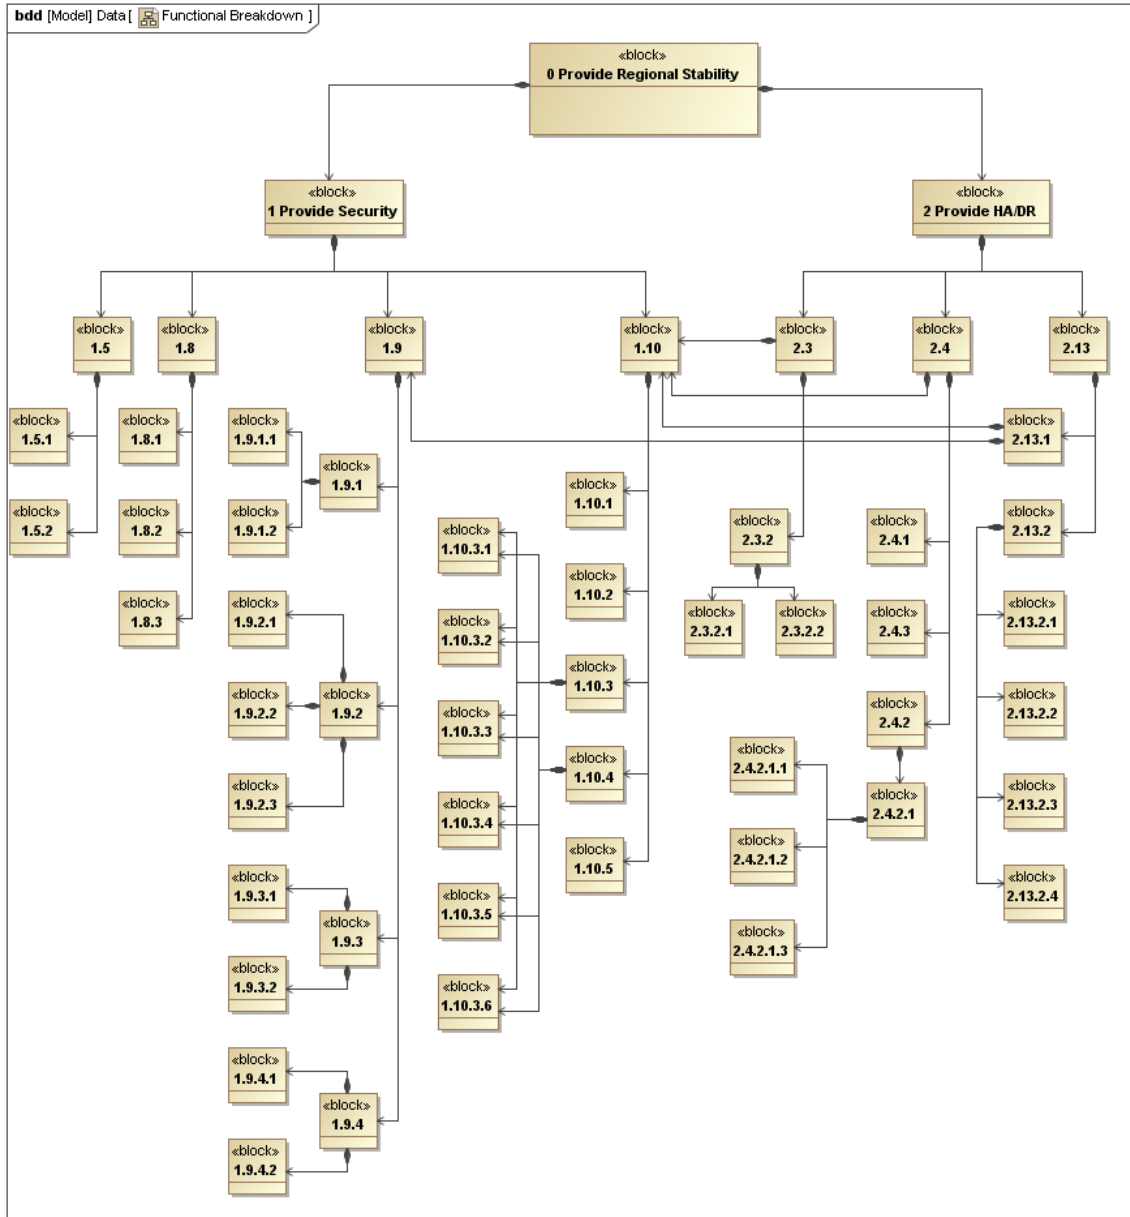 bdd [Model] Data [ Functional Breakdown ]
«block»
0 Provide Regional Stability
«block»
1 Provide Security
«block»
2 Provide HA/DR
«block»
1.5
«block»
1.8
«block»
1.9
«block»
1.10
«block»
2.3
«block»
2.4
«block»
2.13
«block»
1.5.1
«block»
1.5.2
«block»
1.8.1
«block»
1.8.2
«block»
1.8.3
«block»
1.9.1.1
«block»
1.9.1.2
«block»
1.9.1
«block»
1.9.2.1
«block»
1.9.2.2
«block»
1.9.2.3
«block»
1.9.2
«block»
1.9.3.1
«block»
1.9.3.2
«block»
1.9.3
«block»
1.9.4.1
«block»
1.9.4.2
«block»
1.9.4
«block»
1.10.3.1
«block»
1.10.3.2
«block»
1.10.3.3
«block»
1.10.3.4
«block»
1.10.3.5
«block»
1.10.3.6
«block»
1.10.1
«block»
1.10.2
«block»
1.10.3
«block»
1.10.4
«block»
1.10.5
«block»
2.3.2
«block»
2.3.2.1
«block»
2.3.2.2
«block»
2.4.1
«block»
2.4.3
«block»
2.4.2
«block»
2.4.2.1
«block»
2.4.2.1.1
«block»
2.4.2.1.2
«block»
2.4.2.1.3
«block»
2.13.1
«block»
2.13.2
«block»
2.13.2.1
«block»
2.13.2.2
«block»
2.13.2.3
«block»
2.13.2.4